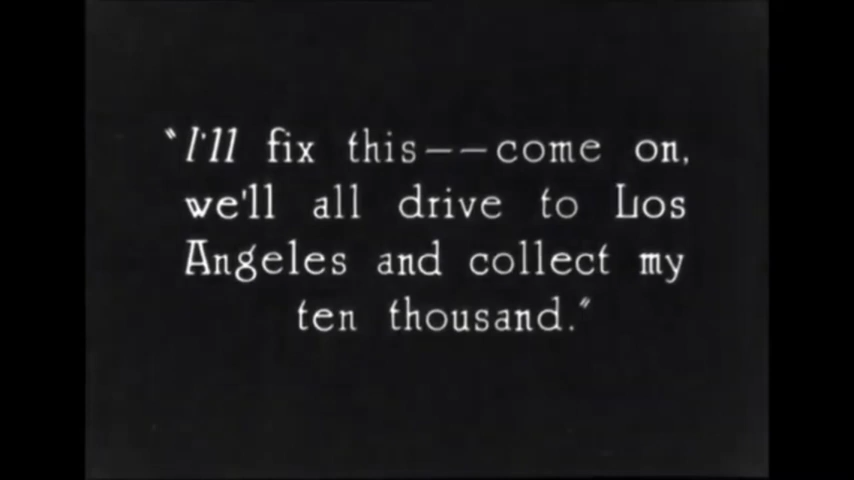 "I'll fix this--come on,
we'll all drive to Los
Angeles and collect my
ten thousand."